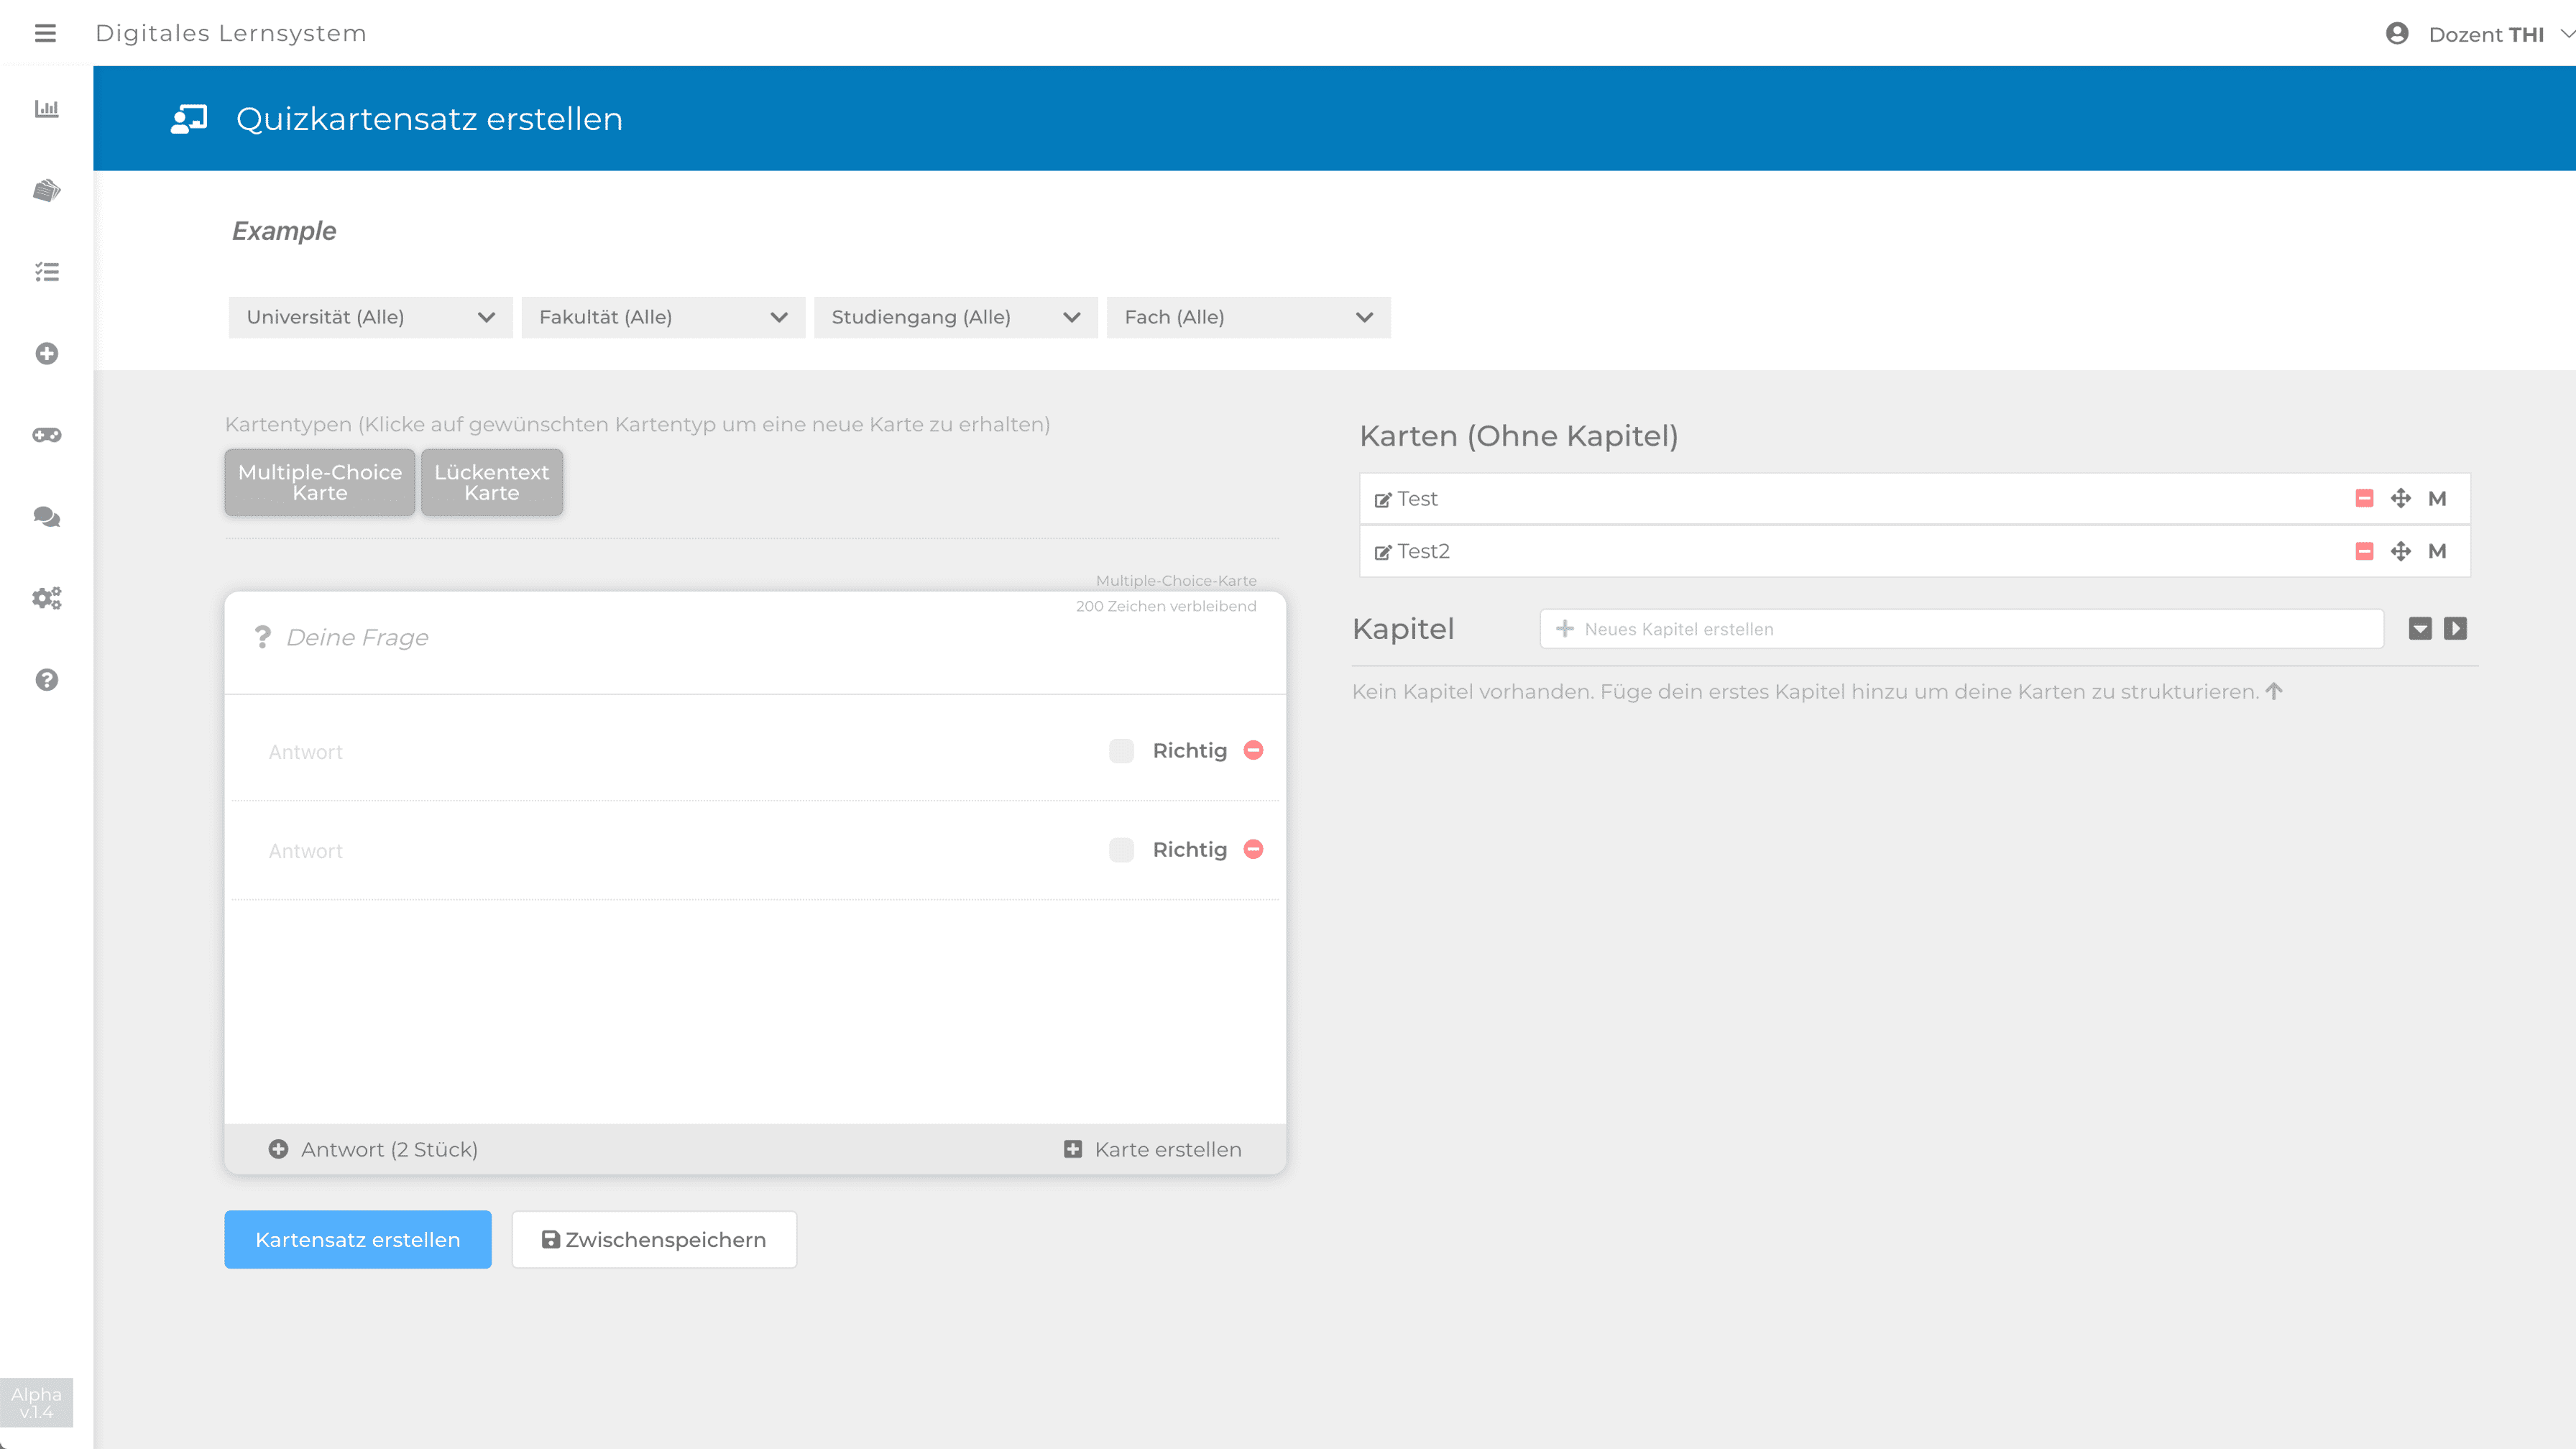 Digitales Lernsystem
Dozent THI
Quizkartensatz erstellen
Example
Universität (Alle)
Fakultät (Alle)
Studiengang (Alle)
Fach (Alle)
Kartentypen (Klicke auf gewünschten Kartentyp um eine neue Karte zu erhalten)
Multiple-Choice
Karte
Lückentext
Karte
Multiple-Choice-Karte
200 Zeichen verbleibend
? Deine Frage
Antwort
Richtig
Antwort
Richtig
Antwort (2 Stück)
Karte erstellen
Kartensatz erstellen
Zwischenspeichern
Karten (Ohne Kapitel)
Test
M
Test2
M
Kapitel
Neues Kapitel erstellen
Kein Kapitel vorhanden. Füge dein erstes Kapitel hinzu um deine Karten zu strukturieren.
Alpha
v.1.4